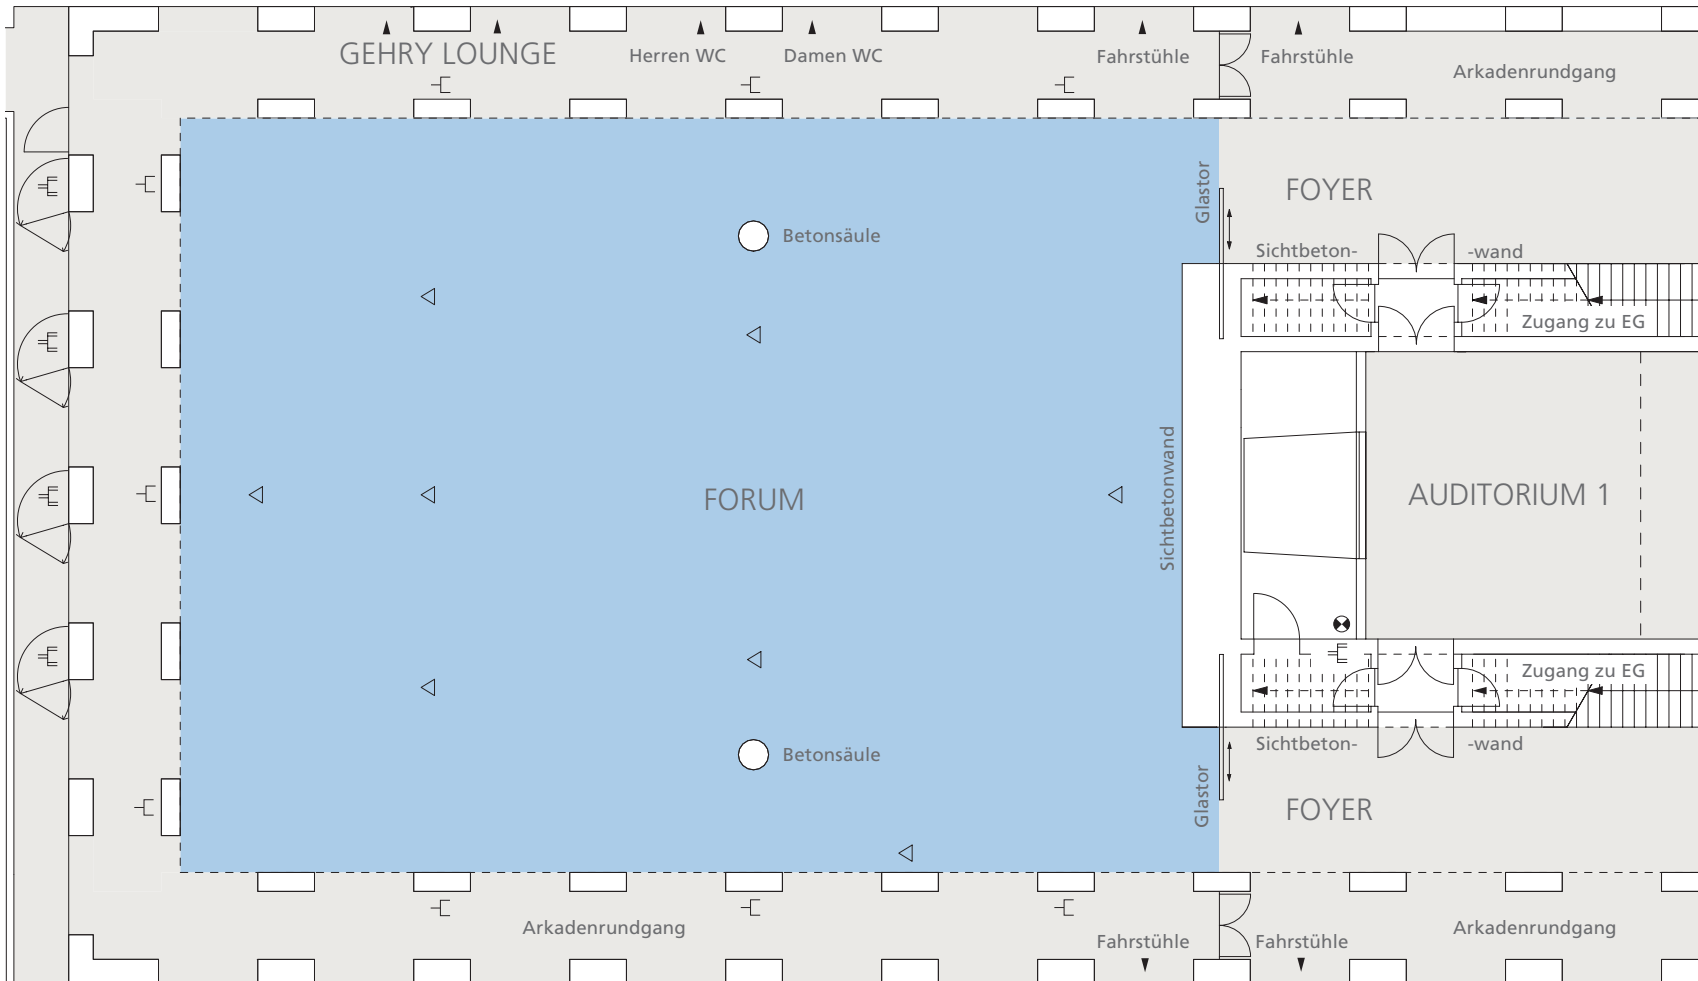 GEHRY LOUNGE
Herren WC
Damen WC
Fahrstühle
Fahrstühle
Arkadenrundgang
Glastor
FOYER
Betonsäule
Sichtbeton-
-wand
Zugang zu EG
Sichtbetonwand
FORUM
AUDITORIUM 1
Zugang zu EG
Sichtbeton-
-wand
Betonsäule
Glastor
FOYER
Arkadenrundgang
Fahrstühle
Fahrstühle
Arkadenrundgang